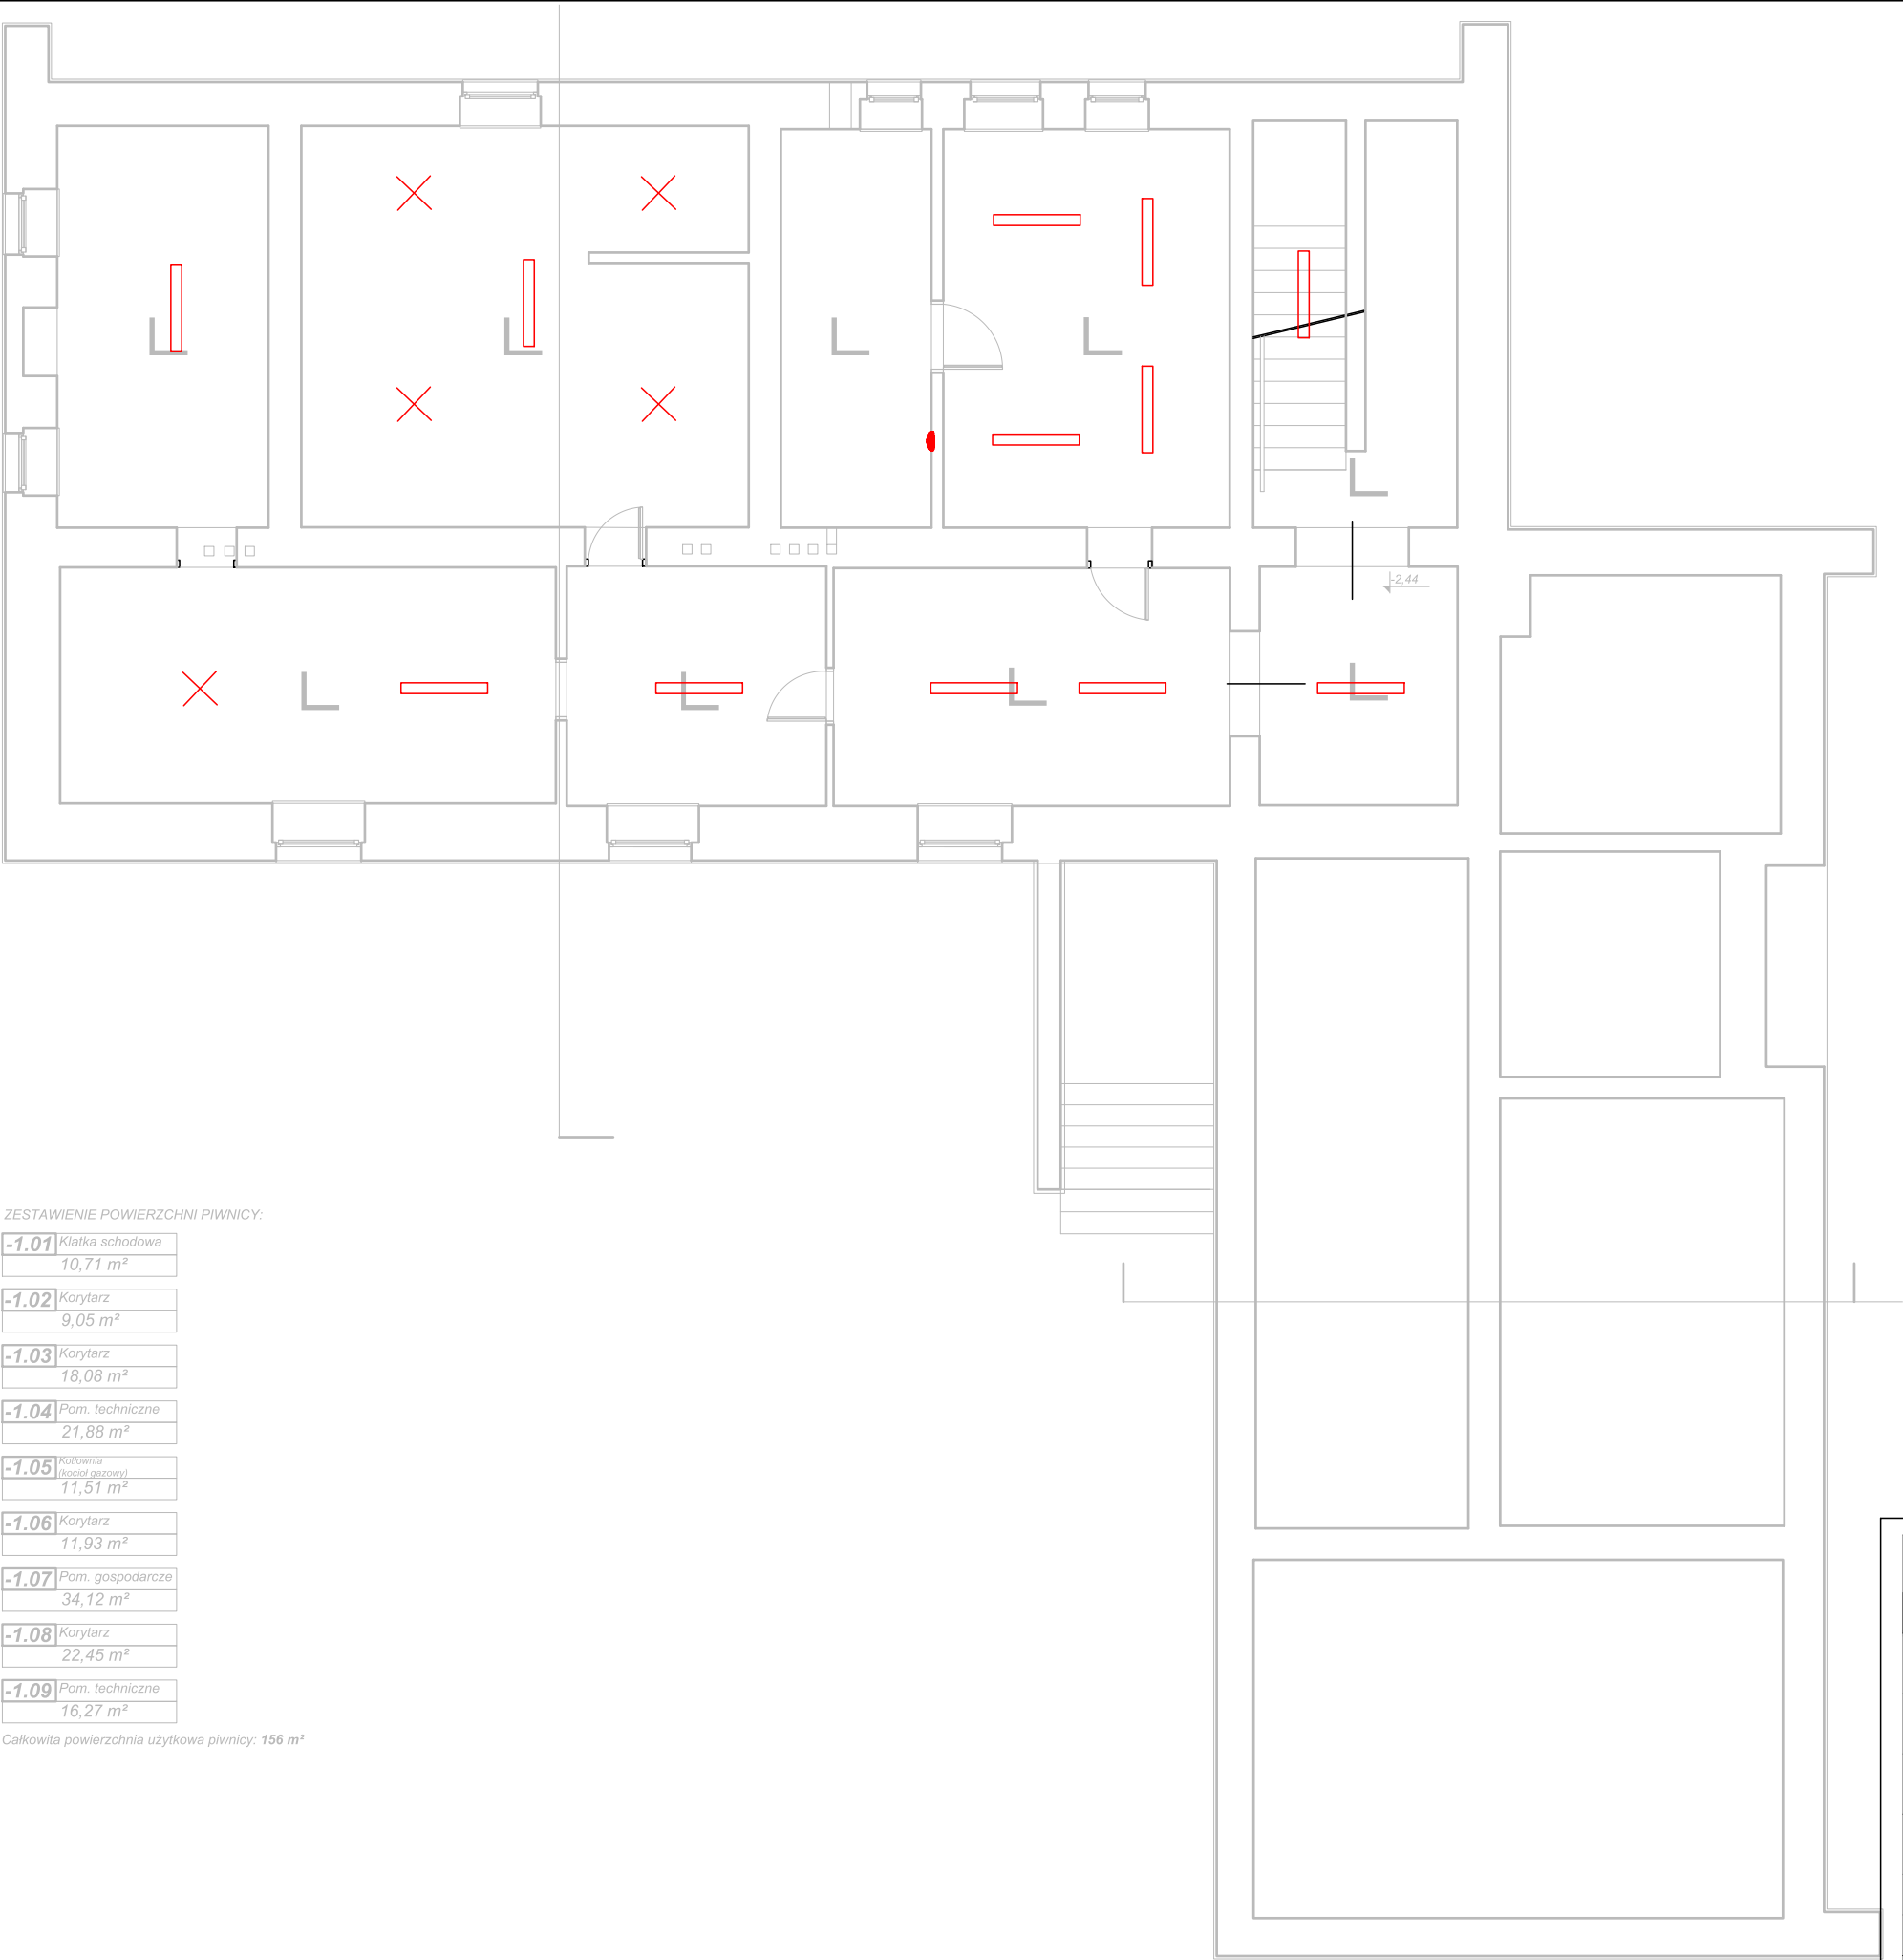 -2,44
ZESTAWIENIE POWIERZCHNI PIWNICY:
-1.01 Klatka schodowa
10,71 m²
-1.02 Korytarz
9,05 m²
-1.03 Korytarz
18,08 m²
-1.04 Pom. techniczne
21,88 m²
-1.05 Kotłownia
(kocioł gazowy)
11,51 m²
-1.06 Korytarz
11,93 m²
-1.07 Pom. gospodarcze
34,12 m²
-1.08 Korytarz
22,45 m²
-1.09 Pom. techniczne
16,27 m²
Całkowita powierzchnia użytkowa piwnicy: 156 m²